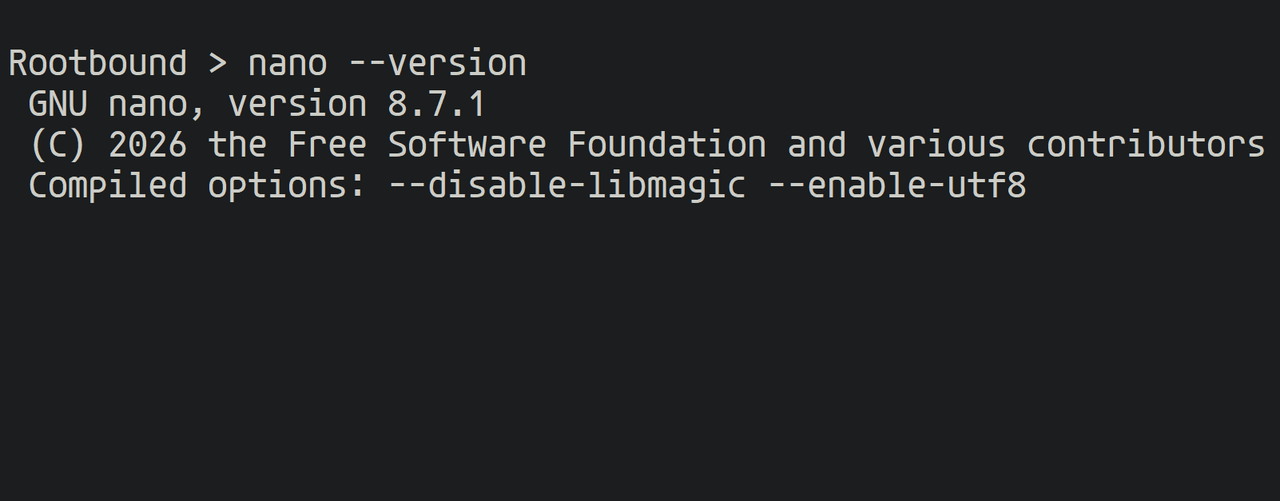 Rootbound > nano --version
GNU nano, version 8.7.1
(C) 2026 the Free Software Foundation and various contributors
Compiled options: --disable-libmagic --enable-utf8